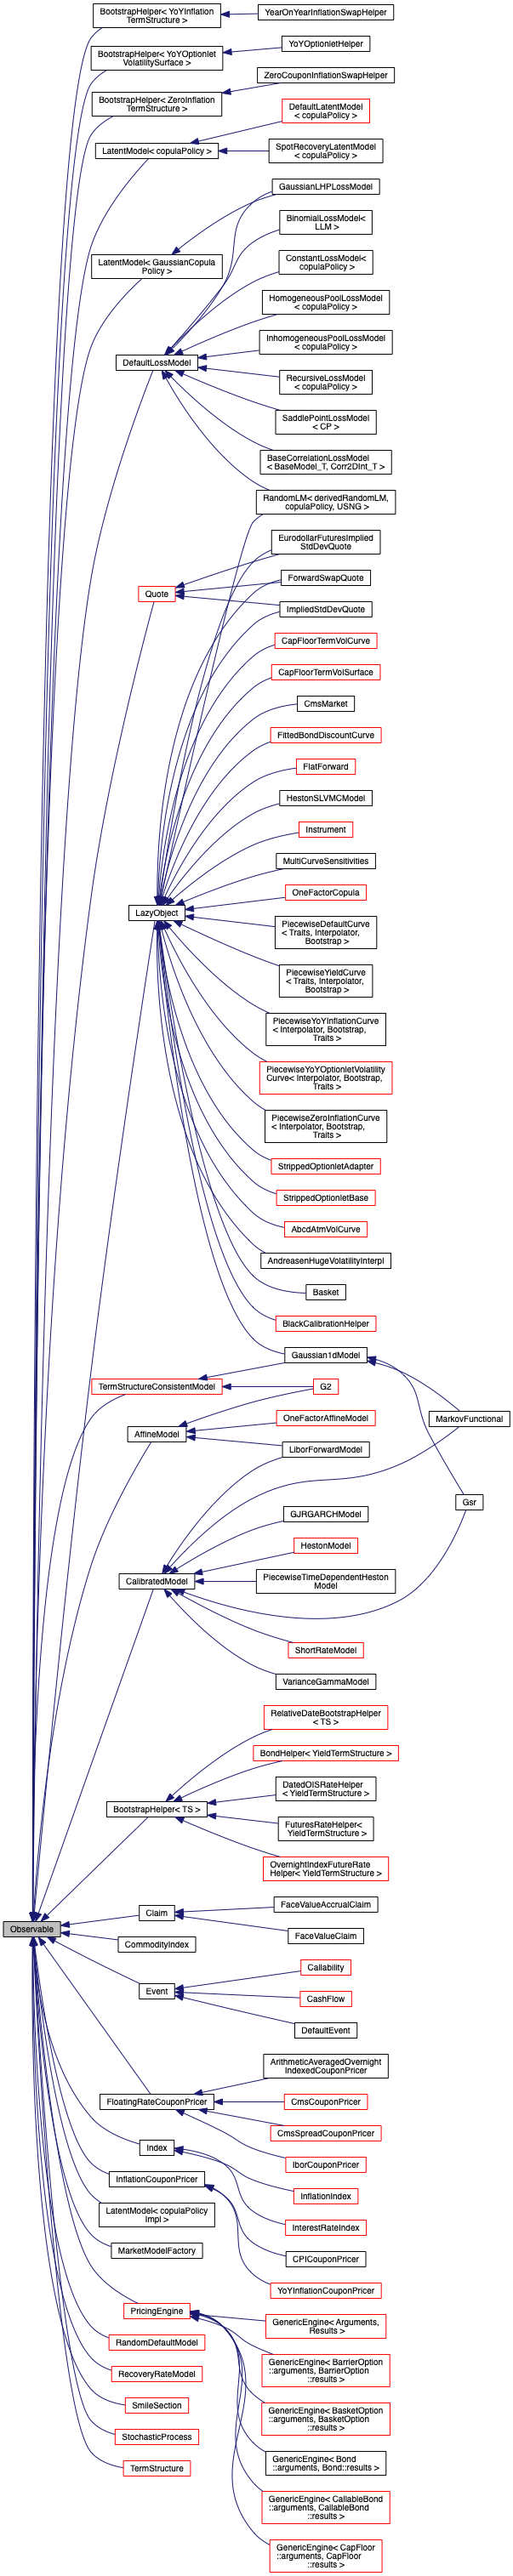 BootstrapHelper< YoYInflation
TermStructure >
YearOnYearInflationSwapHelper
BootstrapHelper< YoYOptionlet
VolatilitySurface >
YoYOptionletHelper
BootstrapHelper< ZeroInflation
TermStructure >
ZeroCouponInflationSwapHelper
LatentModel< copulaPolicy >
DefaultLatentModel
< copulaPolicy >
SpotRecoveryLatentModel
< copulaPolicy >
LatentModel< GaussianCopula
Policy >
GaussianLHPLossModel
BinomialLossModel<
LLM >
ConstantLossModel<
copulaPolicy >
HomogeneousPoolLossModel
< copulaPolicy >
InhomogeneousPoolLossModel
< copulaPolicy >
DefaultLossModel
RecursiveLossModel
< copulaPolicy >
SaddlePointLossModel
< CP >
BaseCorrelationLossModel
< BaseModel_T, Corr2DInt_T >
RandomLM< derivedRandomLM,
copulaPolicy, USNG >
EurodollarFuturesImplied
StdDevQuote
Quote
ForwardSwapQuote
ImpliedStdDevQuote
CapFloorTermVolCurve
CapFloorTermVolSurface
CmsMarket
FittedBondDiscountCurve
FlatForward
HestonSLVMCModel
Instrument
MultiCurveSensitivities
OneFactorCopula
LazyObject
PiecewiseDefaultCurve
< Traits, Interpolator,
Bootstrap >
PiecewiseYieldCurve
< Traits, Interpolator,
Bootstrap >
PiecewiseYoYInflationCurve
< Interpolator, Bootstrap,
Traits >
PiecewiseYoYOptionletVolatility
Curve< Interpolator, Bootstrap,
Traits >
PiecewiseZeroInflationCurve
< Interpolator, Bootstrap,
Traits >
StrippedOptionletAdapter
StrippedOptionletBase
AbcdAtmVolCurve
AndreasenHugeVolatilityInterpl
Basket
BlackCalibrationHelper
Gaussian1dModel
TermStructureConsistentModel
G2
OneFactorAffineModel
MarkovFunctional
AffineModel
LiborForwardModel
Gsr
GJRGARCHModel
HestonModel
CalibratedModel
PiecewiseTimeDependentHeston
Model
ShortRateModel
VarianceGammaModel
RelativeDateBootstrapHelper
< TS >
BondHelper< YieldTermStructure >
DatedOISRateHelper
< YieldTermStructure >
BootstrapHelper< TS >
FuturesRateHelper<
YieldTermStructure >
OvernightIndexFutureRate
Helper< YieldTermStructure >
FaceValueAccrualClaim
Claim
Observable
FaceValueClaim
CommodityIndex
Callability
Event
CashFlow
DefaultEvent
ArithmeticAveragedOvernight
IndexedCouponPricer
FloatingRateCouponPricer
CmsCouponPricer
CmsSpreadCouponPricer
Index
IborCouponPricer
InflationCouponPricer
InflationIndex
LatentModel< copulaPolicy
Impl >
InterestRateIndex
MarketModelFactory
CPICouponPricer
YoYInflationCouponPricer
PricingEngine
GenericEngine< Arguments,
Results >
RandomDefaultModel
GenericEngine< BarrierOption
::arguments, BarrierOption
::results >
RecoveryRateModel
SmileSection
GenericEngine< BasketOption
::arguments, BasketOption
::results >
StochasticProcess
GenericEngine< Bond
::arguments, Bond::results >
TermStructure
GenericEngine< CallableBond
::arguments, CallableBond
::results >
GenericEngine< CapFloor
::arguments, CapFloor
::results >